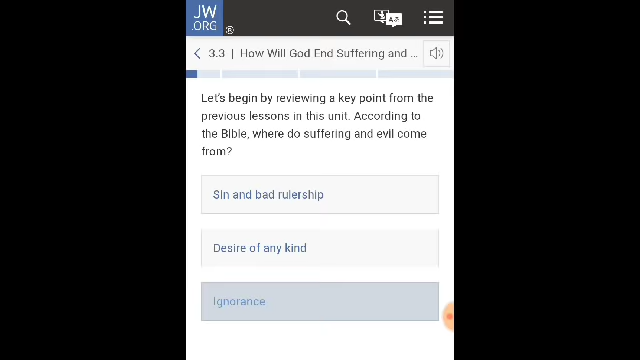 JW
.ORG
®
A
3.3 | How Will God End Suffering and ...
Let's begin by reviewing a key point from the
previous lessons in this unit. According to
the Bible, where do suffering and evil come
from?
Sin and bad rulership
Desire of any kind
Ignorance